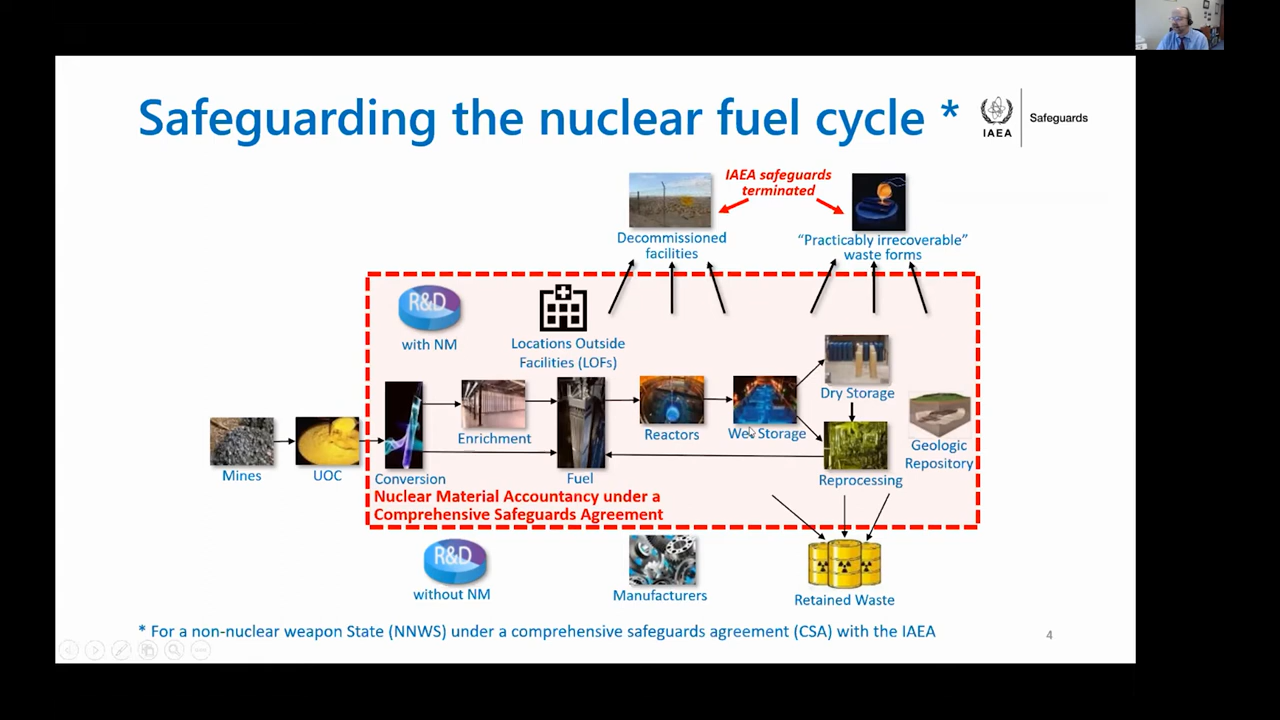 Safeguarding the nuclear fuel cycle *
IAEA
Safeguards
IAEA safeguards
terminated
Decommissioned
facilities
"Practicably irrecoverable"
waste forms
R&D
with NM
Locations Outside
Facilities (LOFs)
Dry Storage
Enrichment
Reactors
Wet Storage
Geologic
Repository
Mines
UOC
Conversion
Fuel
Reprocessing
Nuclear Material Accountancy under a
Comprehensive Safeguards Agreement
R&D
without NM
Manufacturers
Retained Waste
* For a non-nuclear weapon State (NNWS) under a comprehensive safeguards agreement (CSA) with the IAEA
4